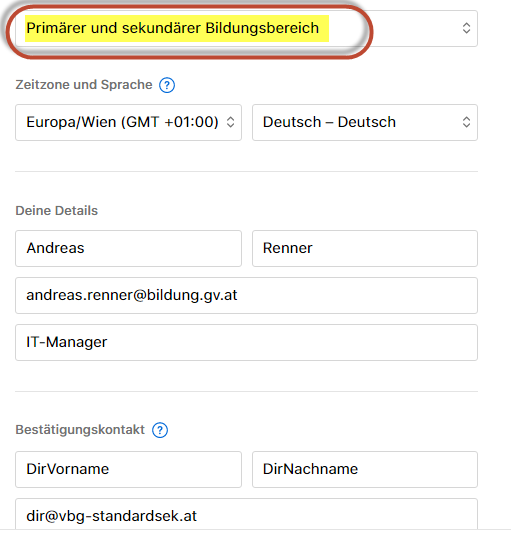 Primärer und sekundärer Bildungsbereich
Zeitzone und Sprache ?
Europa/Wien (GMT +01:00) Deutsch – Deutsch
Deine Details
Andreas Renner
andreas.renner@bildung.gv.at
IT-Manager
Bestätigungskontakt ?
DirVorname DirNachname
dir@vbg-standardsek.at